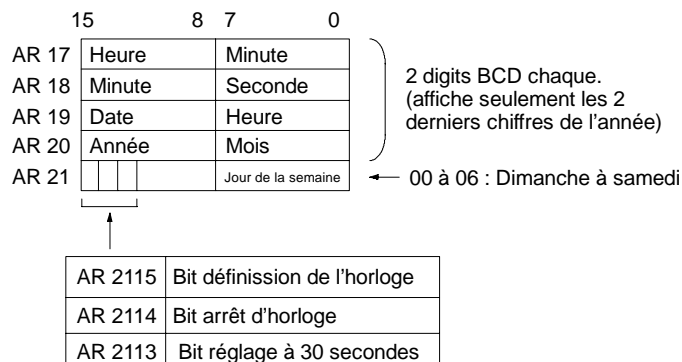 15 8 7 0
AR 17 Heure Minute
AR 18 Minute Seconde
AR 19 Date Heure
AR 20 Année Mois
AR 21 Jour de la semaine
2 digits BCD chaque.
(affiche seulement les 2
derniers chiffres de l’année)
00 à 06 : Dimanche à samedi
AR 2115 Bit définission de l’horloge
AR 2114 Bit arrêt d’horloge
AR 2113 Bit réglage à 30 secondes